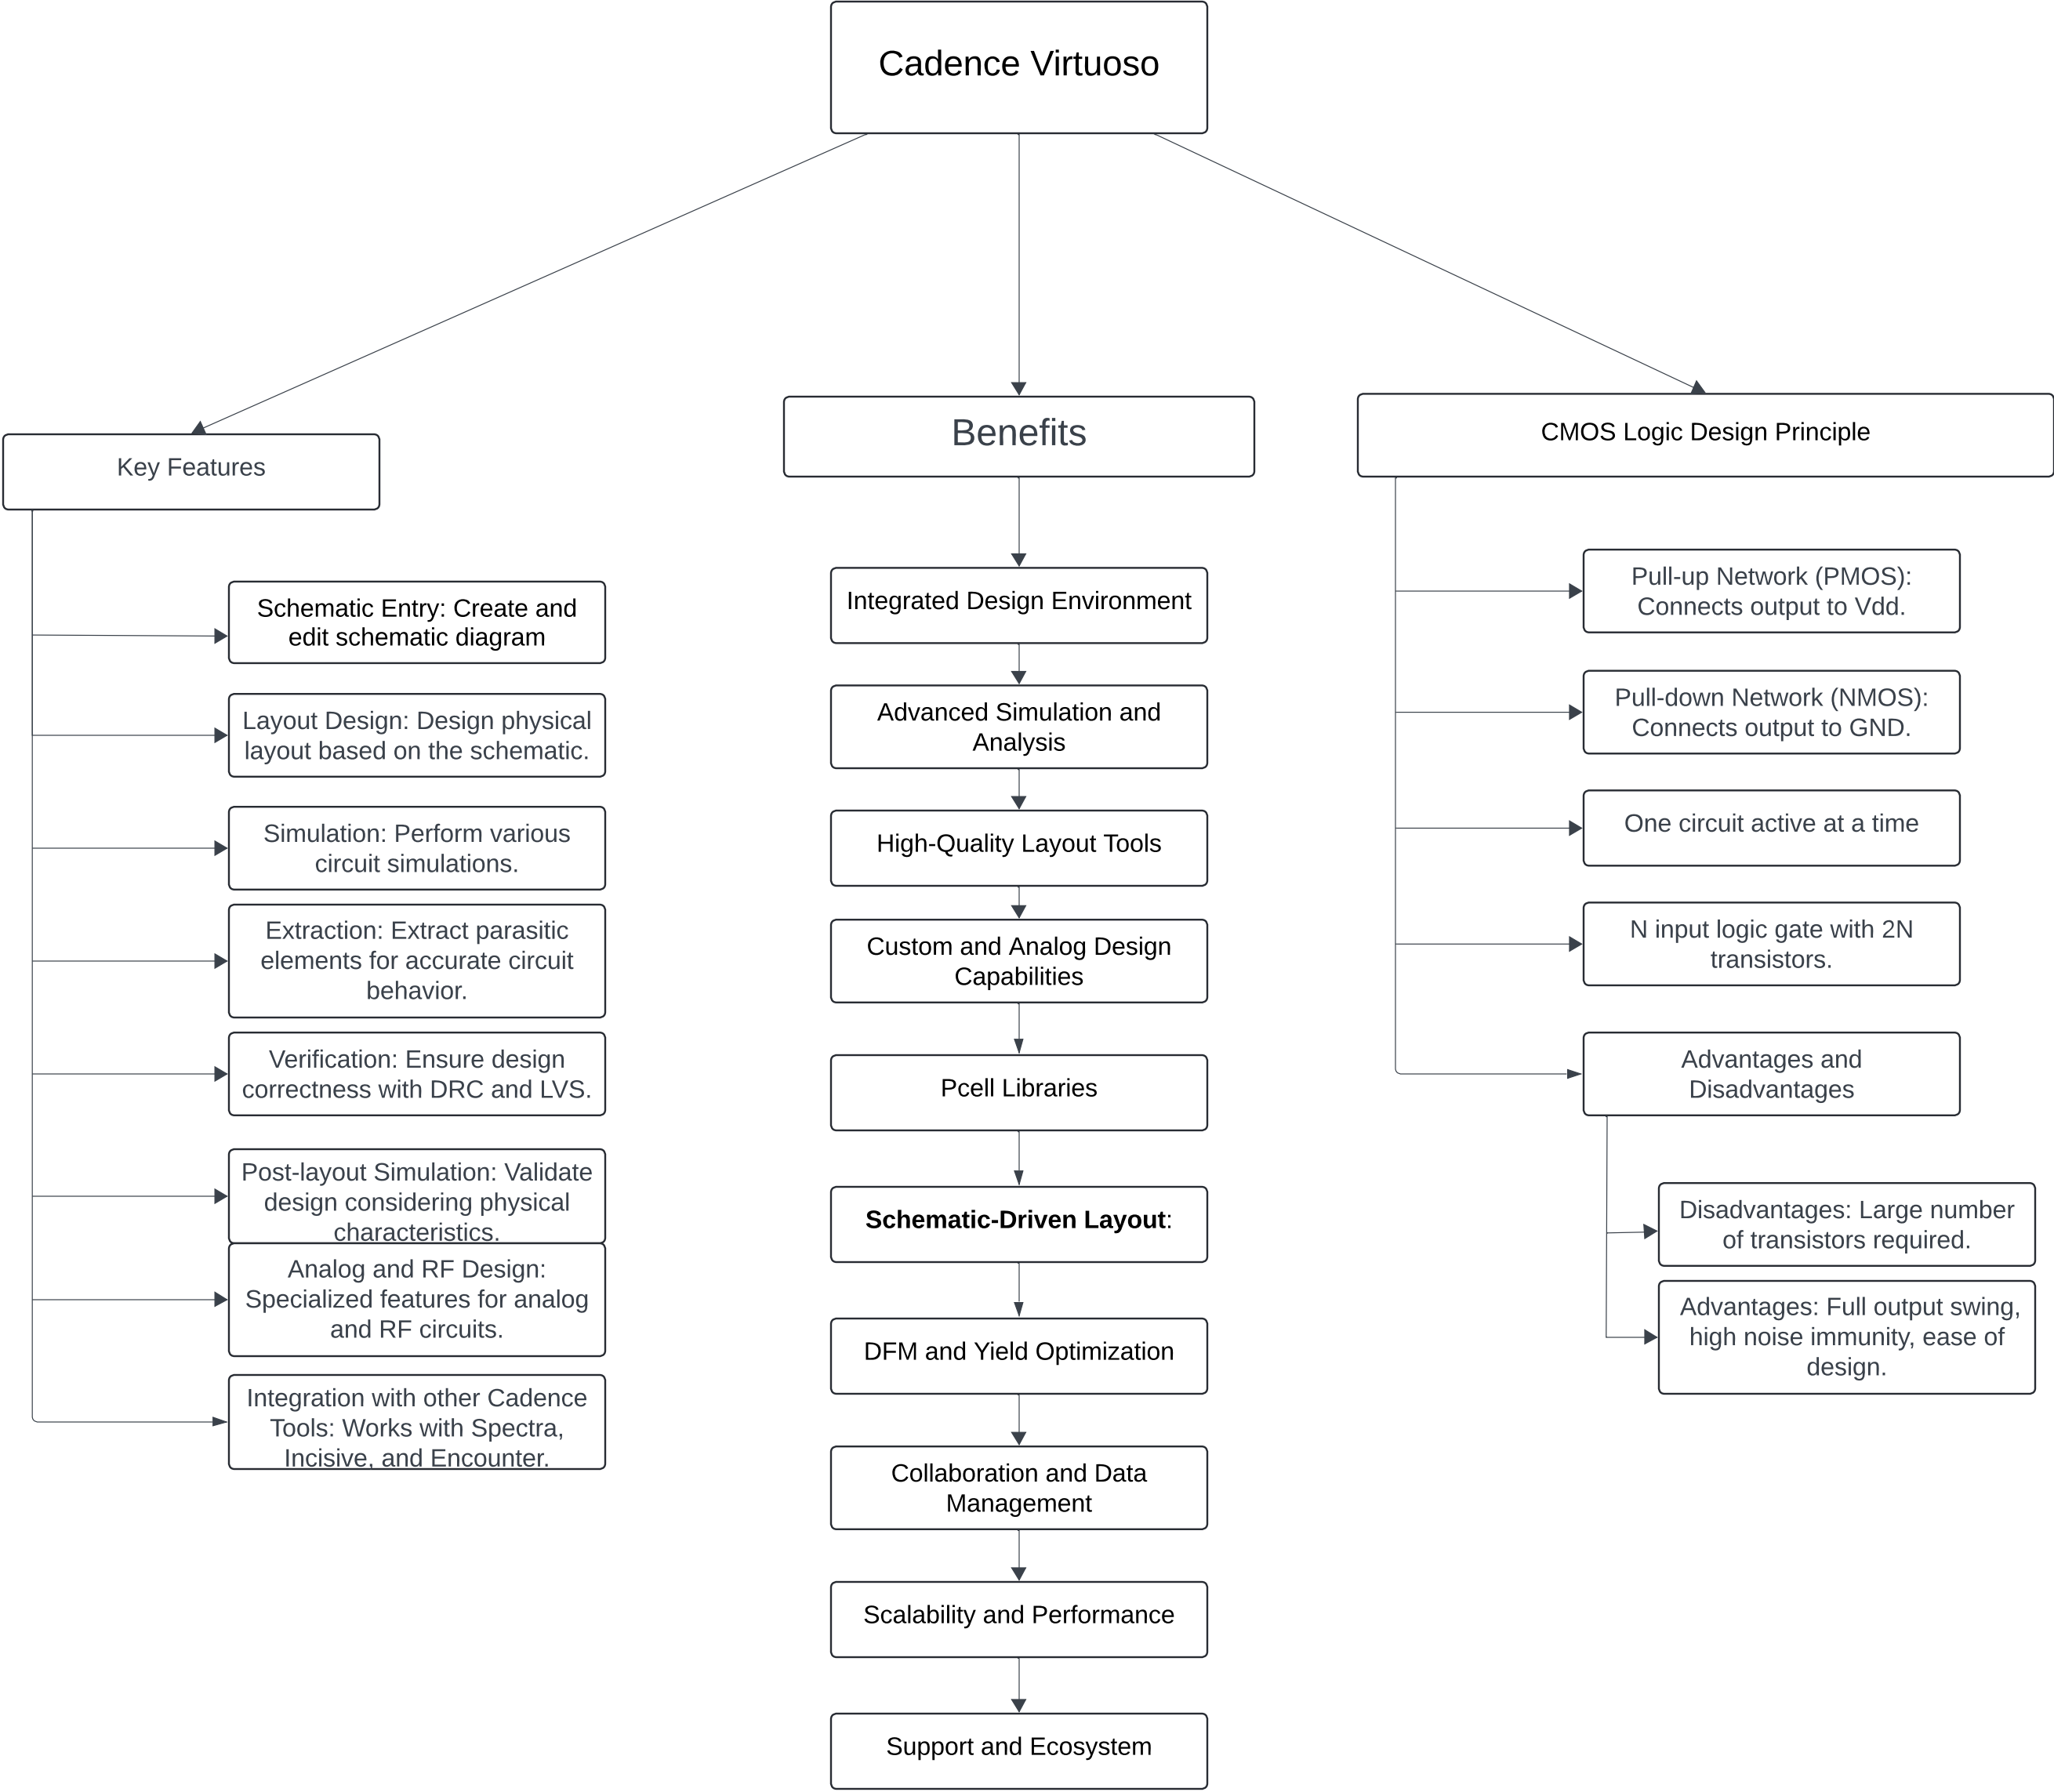 Cadence Virtuoso
Key Features
Schematic Entry: Create and
edit schematic diagram
Layout Design: Design physical
layout based on the schematic.
Simulation: Perform various
circuit simulations.
Extraction: Extract parasitic
elements for accurate circuit
behavior.
Verification: Ensure design
correctness with DRC and LVS.
Post-layout Simulation: Validate
design considering physical
characteristics.
Analog and RF Design:
Specialized features for analog
and RF circuits.
Integration with other Cadence
Tools: Works with Spectra,
Incisive, and Encounter.
Benefits
Integrated Design Environment
Advanced Simulation and
Analysis
High-Quality Layout Tools
Custom and Analog Design
Capabilities
Pcell Libraries
Schematic-Driven Layout:
DFM and Yield Optimization
Collaboration and Data
Management
Scalability and Performance
Support and Ecosystem
CMOS Logic Design Principle
Pull-up Network (PMOS):
Connects output to Vdd.
Pull-down Network (NMOS):
Connects output to GND.
One circuit active at a time
N input logic gate with 2N
transistors.
Advantages and
Disadvantages
Disadvantages: Large number
of transistors required.
Advantages: Full output swing,
high noise immunity, ease of
design.